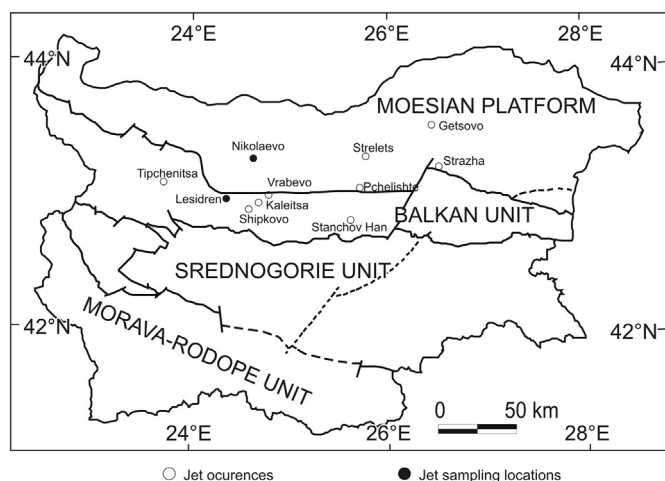 24°E 26°E 28°E
44°N 44°N
MOESIAN PLATFORM
Getsovo
Nikolaevo
Strelets
Strazha
Tipchenitsa
Vrabevo
Pchelishte
Lesidren
Kaleitsa
Shipkovo
Stanchov Han
BALKAN UNIT
SREDNOGORIE UNIT
42°N 42°N
MORAVA-RODOPE UNIT
0 50 km
24°E 26°E 28°E
Jet ocurences Jet sampling locations